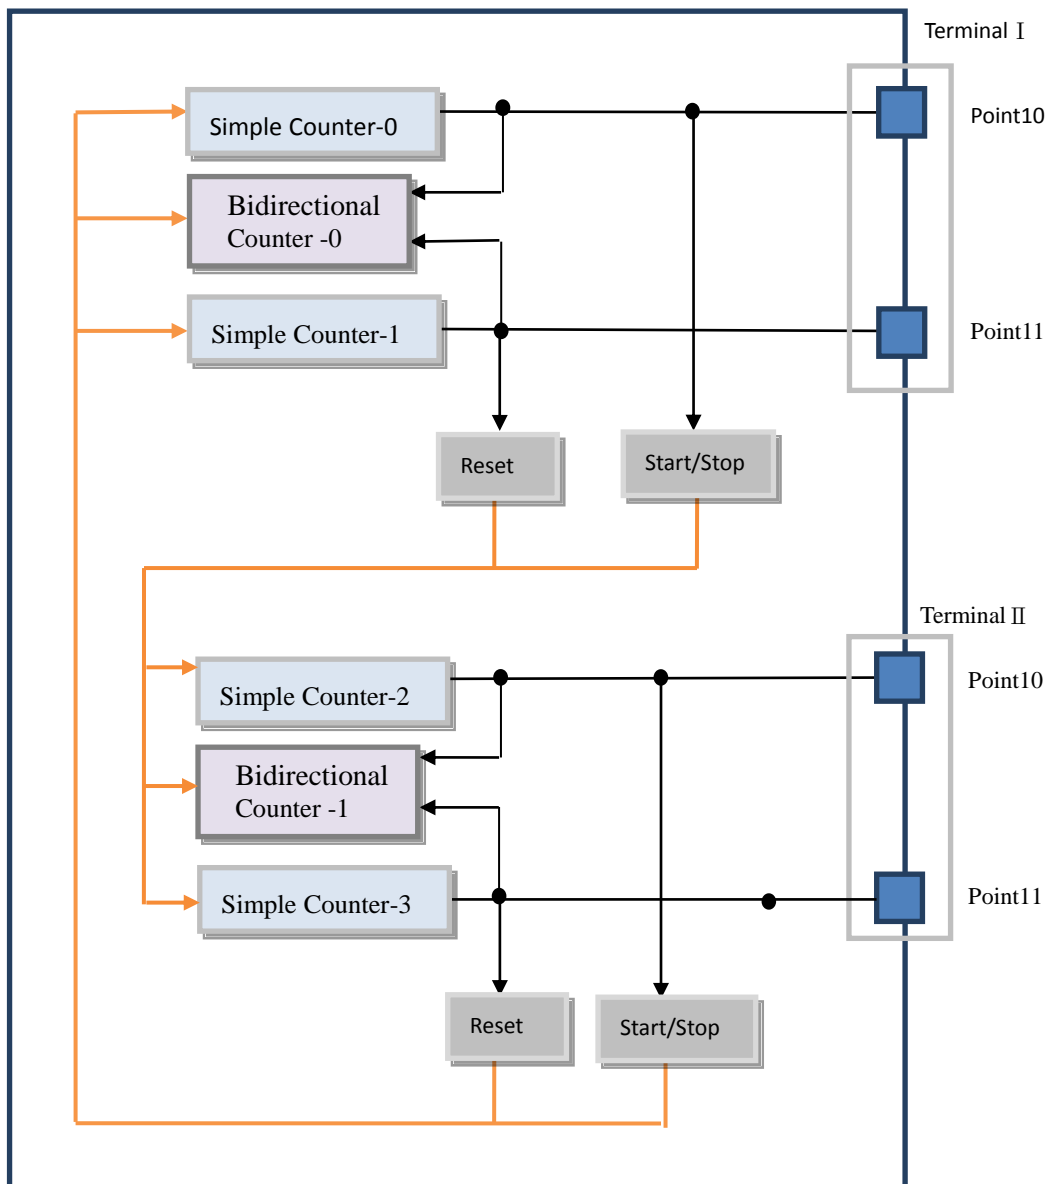 Terminal Ⅰ
Simple Counter-0
Point10
Bidirectional
Counter -0
Simple Counter-1
Point11
Reset
Start/Stop
Terminal Ⅱ
Simple Counter-2
Point10
Bidirectional
Counter -1
Simple Counter-3
Point11
Reset
Start/Stop